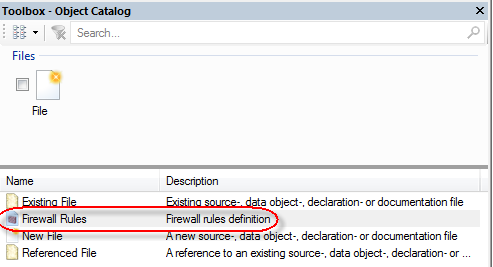 Toolbox - Object Catalog
Search...
Files
File
Name Description
Existing File Existing source-, data object-, declaration- or documentation file
Firewall Rules Firewall rules definition
New File A new source-, data object-, declaration- or documentation file
Referenced File A reference to an existing source-, data object-, declaration- or ...